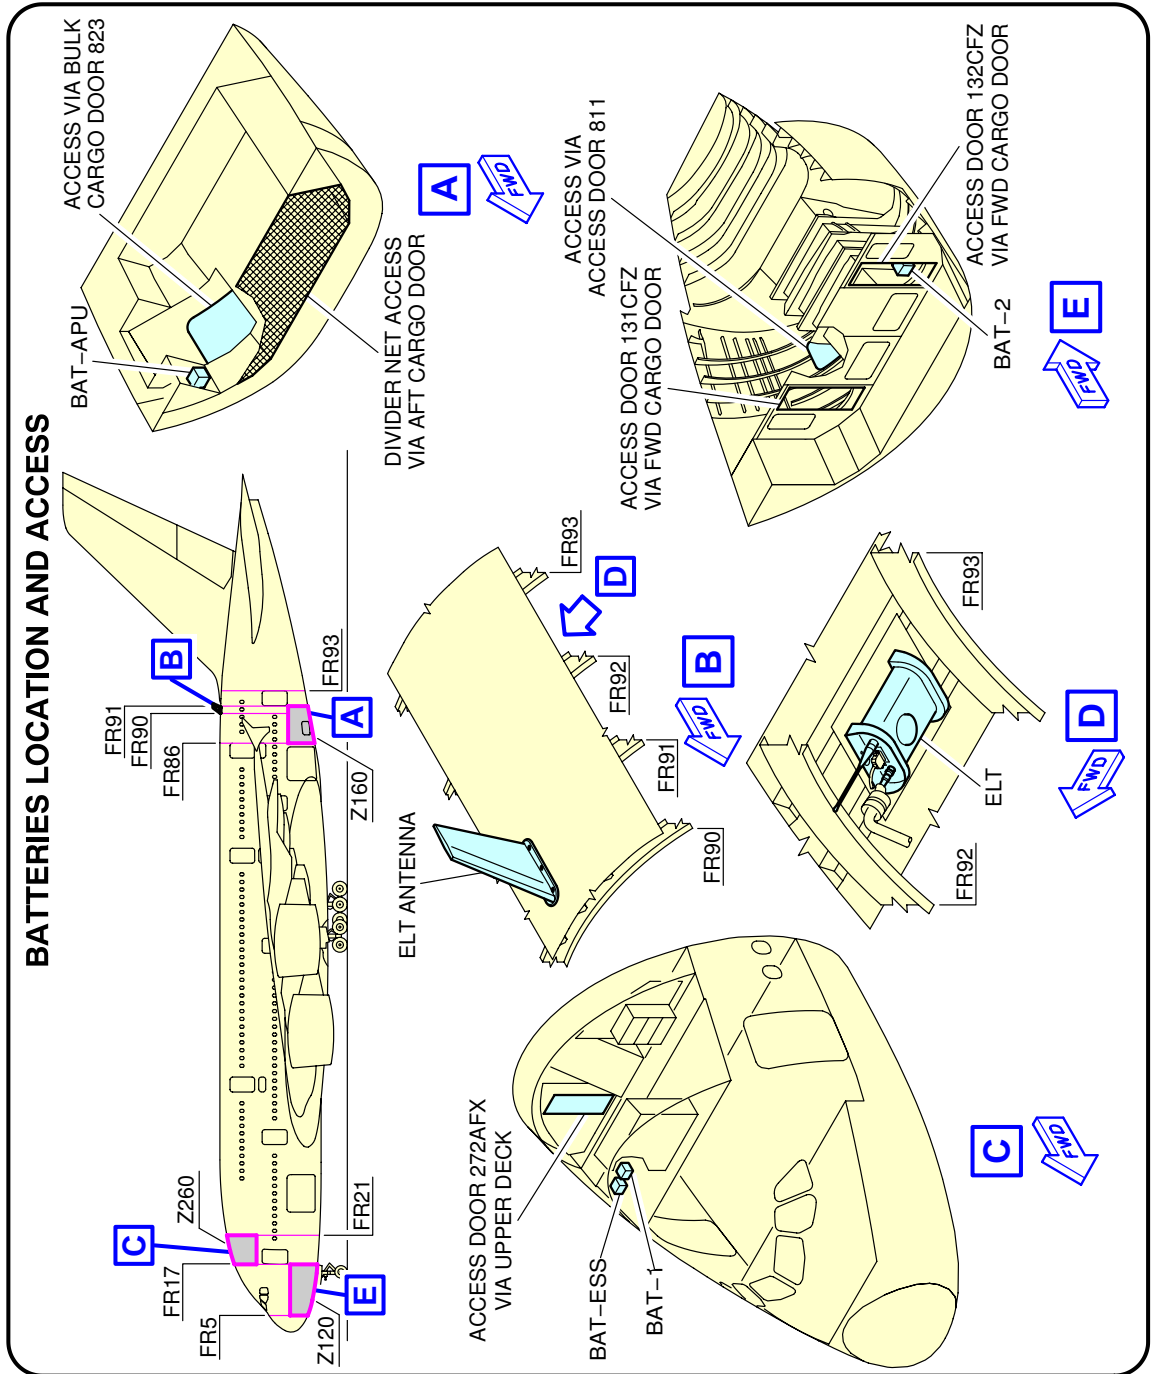 BATTERIES LOCATION AND ACCESS
FR5
FR17
Z260
C
E
Z120
FR21
FR86
FR90
FR91
B
A
FR93
Z160
BAT-APU
ACCESS VIA BULK
CARGO DOOR 823
DIVIDER NET ACCESS
VIA AFT CARGO DOOR
A
FWD
ACCESS DOOR 272AFX
VIA UPPER DECK
BAT-ESS
BAT-1
C
FWD
ELT ANTENNA
FR90
FR91
FR92
FR93
D
B
FWD
FR92
ELT
FR93
D
FWD
ACCESS DOOR 131CFZ
VIA FWD CARGO DOOR
ACCESS VIA
ACCESS DOOR 811
BAT-2
ACCESS DOOR 132CFZ
VIA FWD CARGO DOOR
E
FWD